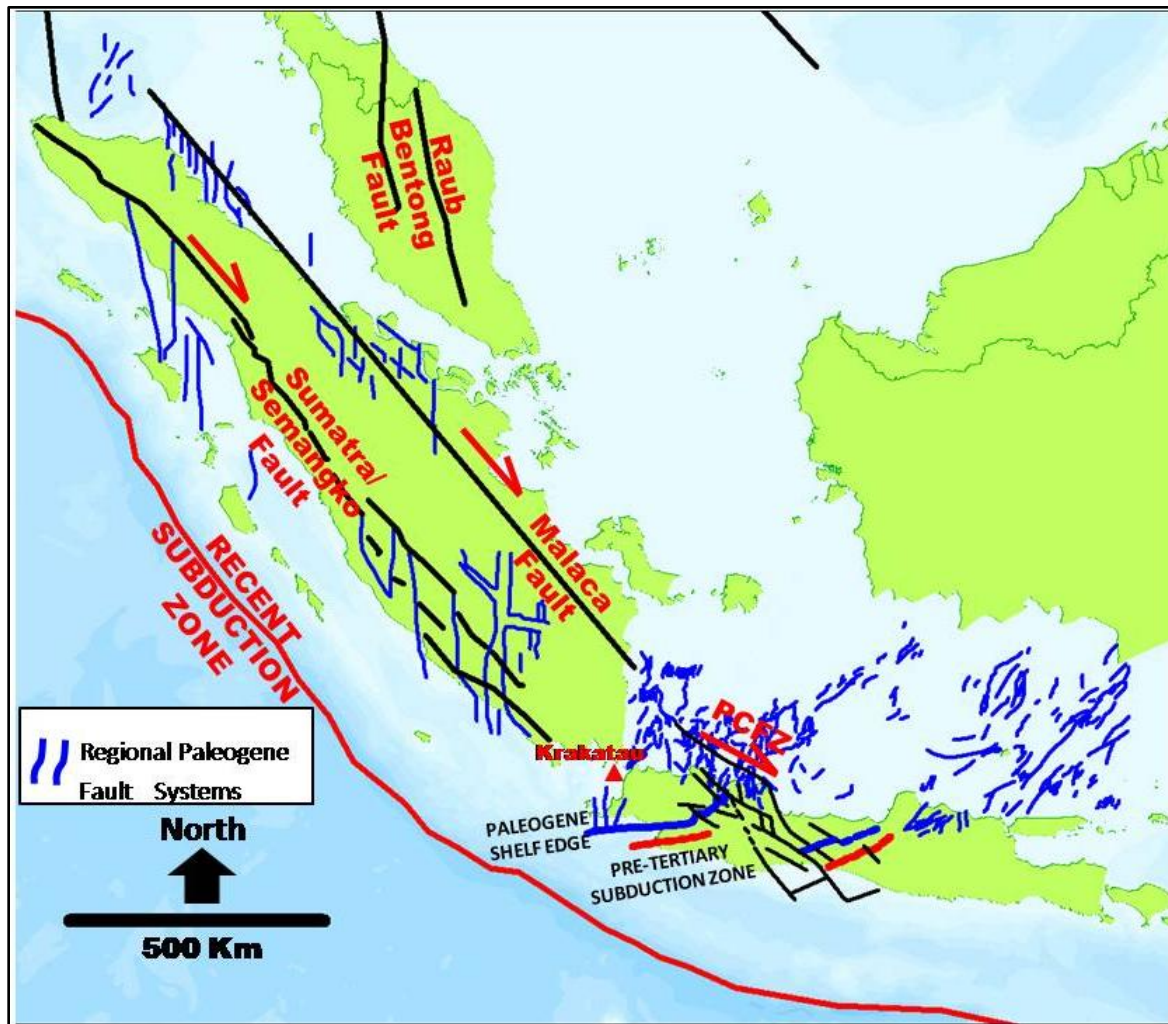 Raub
Bentong
Fault
Sumatra/
Semangko
Fault
Malaca
Fault
RECENT
SUBDUCTION
ZONE
PCFZ
Krakatau
Regional Paleogene
Fault Systems
North
500 Km
PALEOGENE
SHELF EDGE
PRE-TERTIARY
SUBDUCTION ZONE